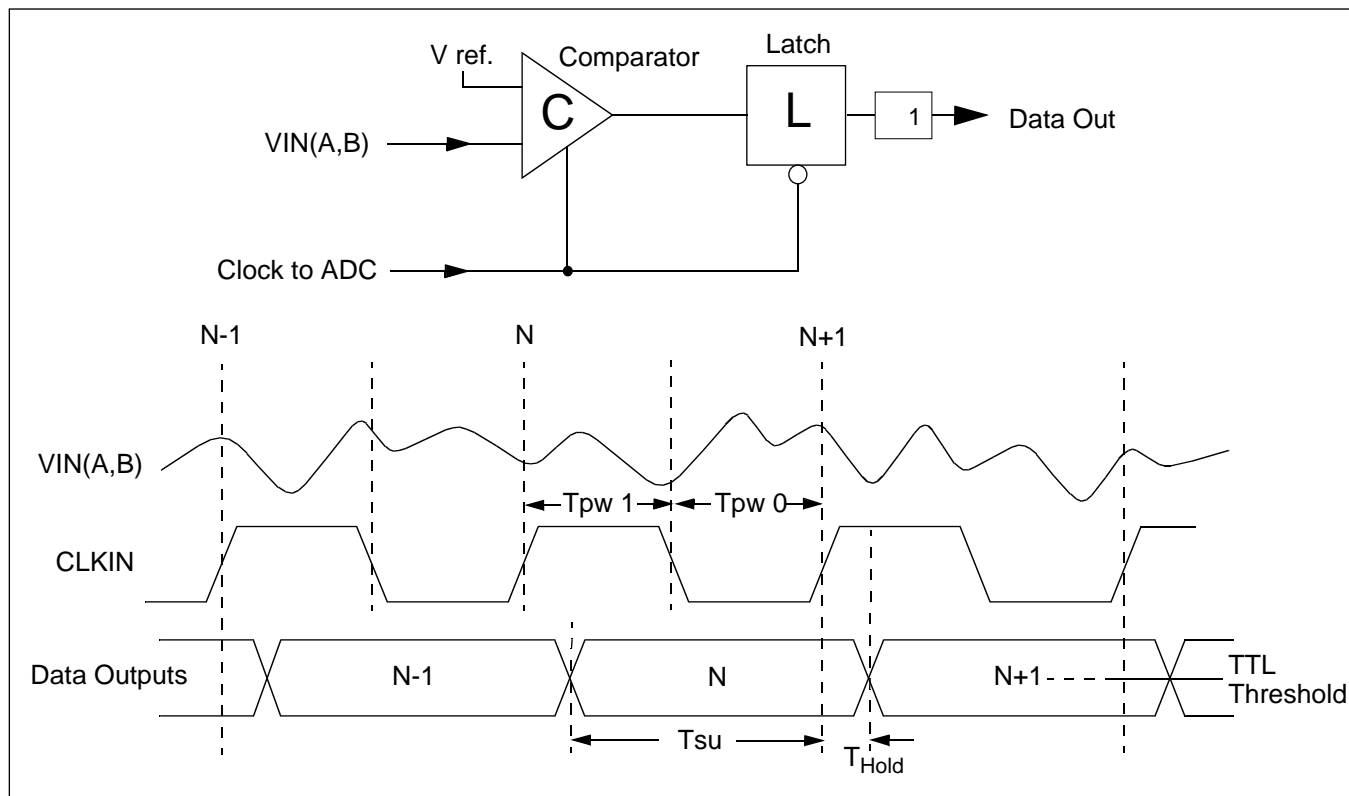 Latch
V ref.
Comparator
C
L
1
Data Out
VIN(A,B)
Clock to ADC
N-1
N
N+1
VIN(A,B)
Tpw 1
Tpw 0
CLKIN
Data Outputs
N-1
N
N+1
TTL
Threshold
Tsu
THold